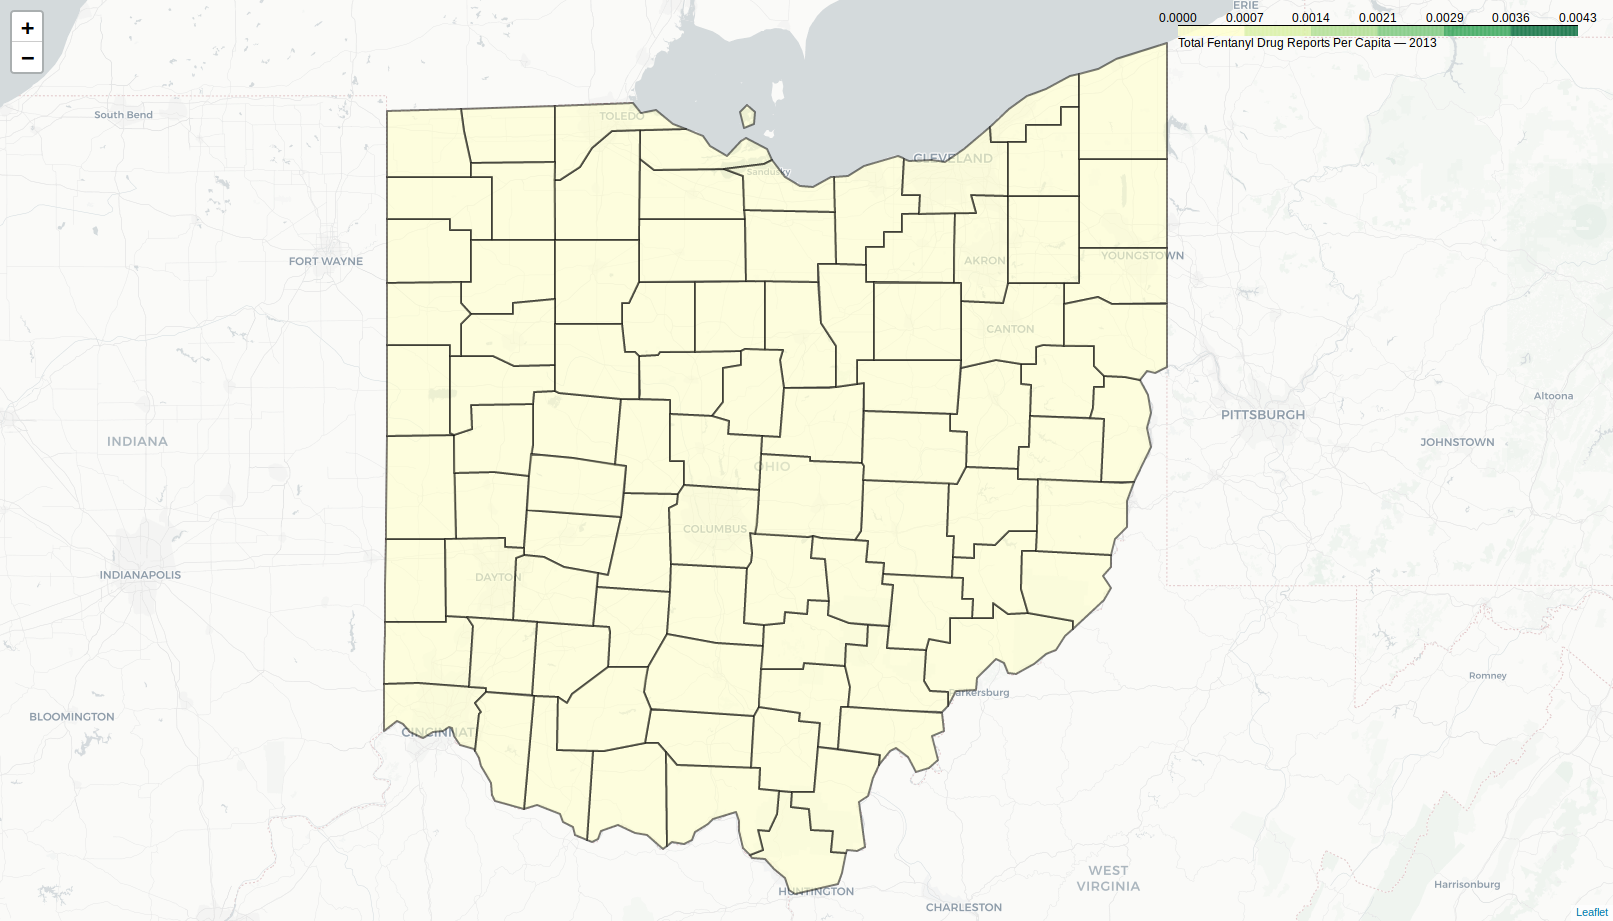 +
−
ERIE
0.0000 0.0007 0.0014 0.0021 0.0029 0.0036 0.0043
Total Fentanyl Drug Reports Per Capita — 2013
South Bend
TOLEDO
CLEVELAND
Sandusky
FORT WAYNE
AKRON
YOUNGSTOWN
CANTON
Altoona
PITTSBURGH
INDIANA
JOHNSTOWN
OHIO
COLUMBUS
INDIANAPOLIS
DAYTON
Romney
arkersburg
BLOOMINGTON
CINCINNATI
WEST
VIRGINIA
Harrisonburg
HUNTINGTON
CHARLESTON
Leaflet